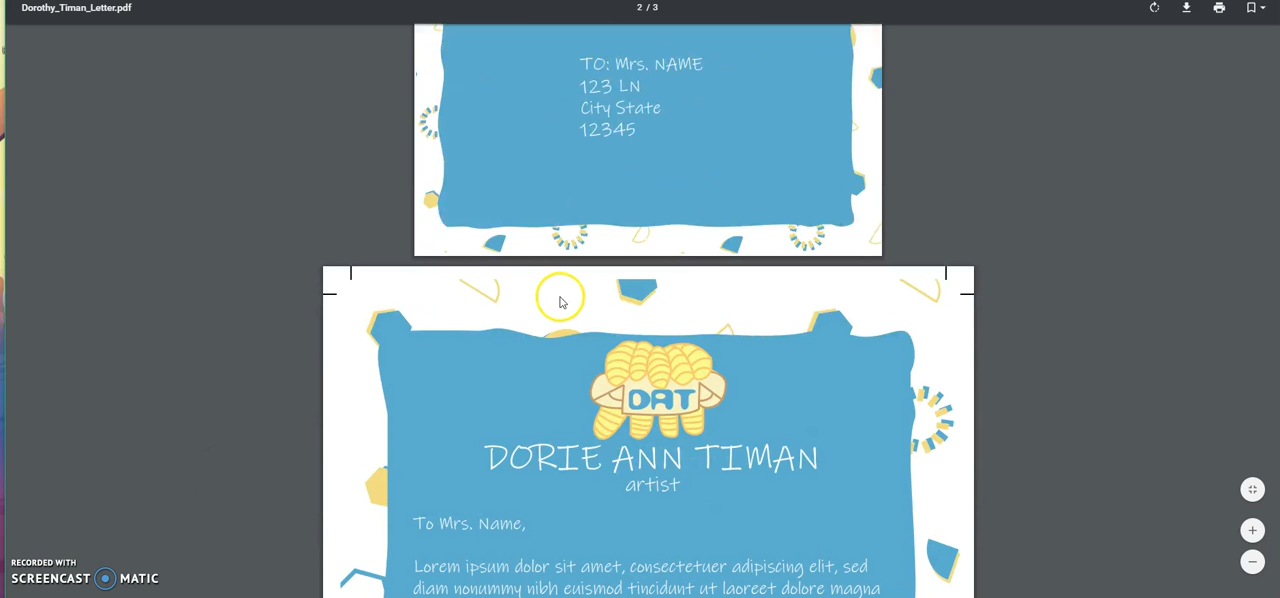 Dorothy_Timan_Letter.pdf
2 / 3
TO: Mrs. NAME
123 LN
City State
12345
DAT
DORIE ANN TIMAN
artist
To Mrs. Name,
Lorem ipsum dolor sit amet, consectetuer adipiscing elit, sed
diam nonummy nibh euismod tincidunt ut laoreet dolore magna
RECORDED WITH
SCREENCAST MATIC